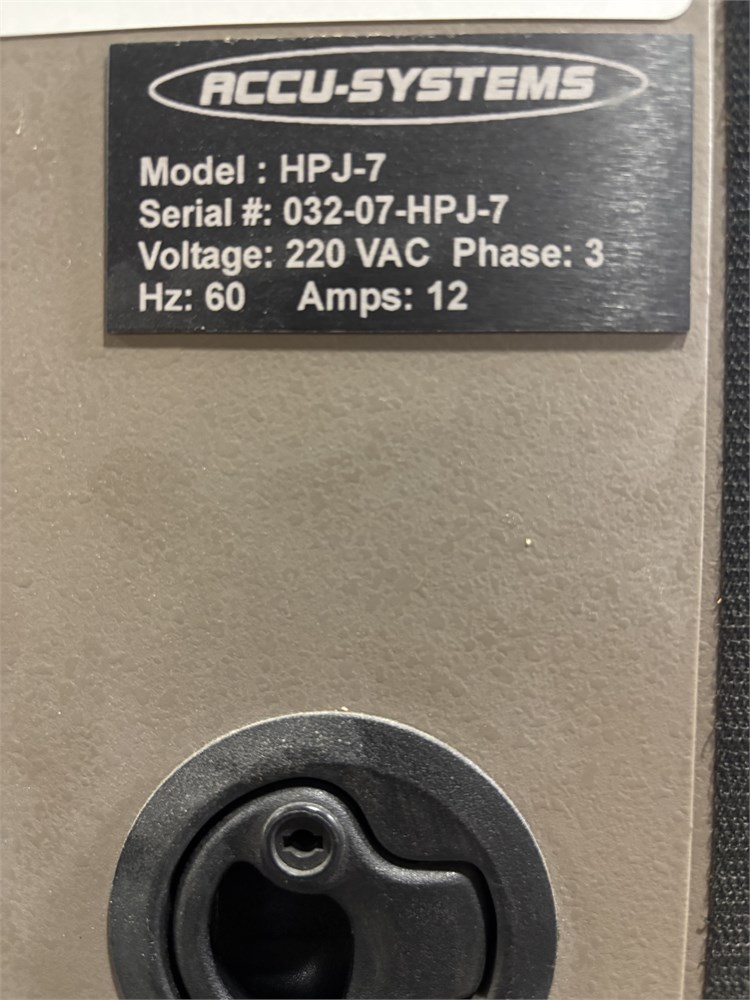 ACCU-SYSTEMS
Model : HPJ-7
Serial #: 032-07-HPJ-7
Voltage: 220 VAC Phase: 3
Hz: 60 Amps: 12